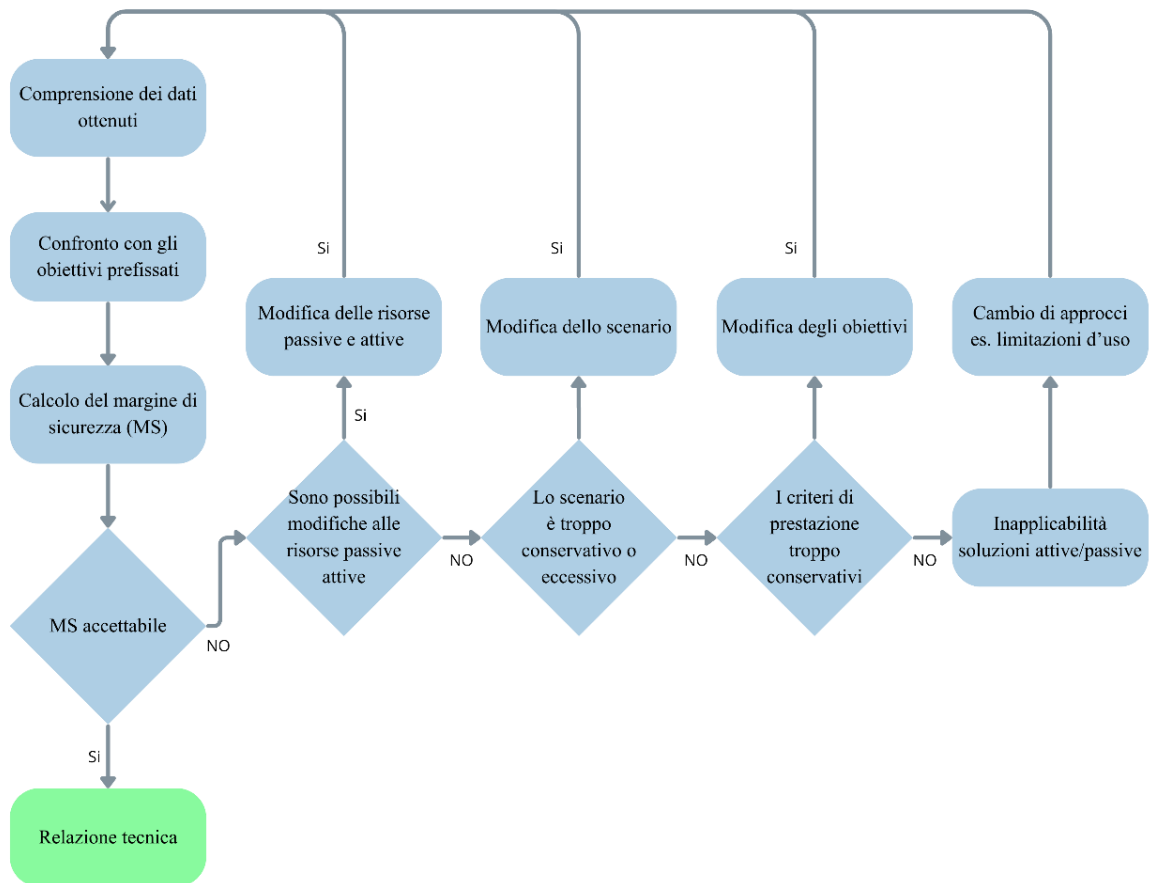 Comprensione dei dati
ottenuti
Confronto con gli
obiettivi prefissati
Calcolo del margine di
sicurezza (MS)
MS accettabile
NO
Si
Relazione tecnica
Si
Modifica delle risorse
passive e attive
Si
Sono possibili
modifiche alle
risorse passive
attive
NO
Si
Modifica dello scenario
Lo scenario
è troppo
conservativo o
eccessivo
NO
Si
Modifica degli obiettivi
I criteri di
prestazione
troppo
conservativi
NO
Cambio di approcci
es. limitazioni d'uso
Inapplicabilità
soluzioni attive/passive